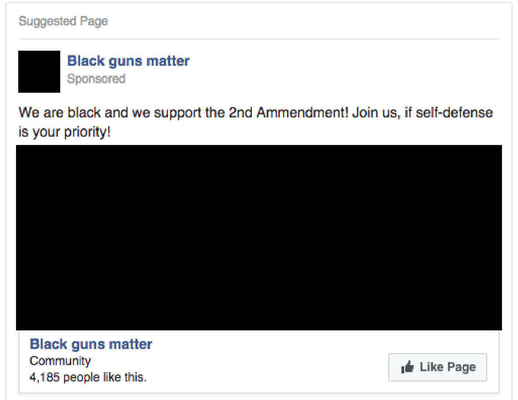 Suggested Page
Black guns matter
Sponsored
We are black and we support the 2nd Ammendment! Join us, if self-defense
is your priority!
Black guns matter
Community
4,185 people like this.
Like Page